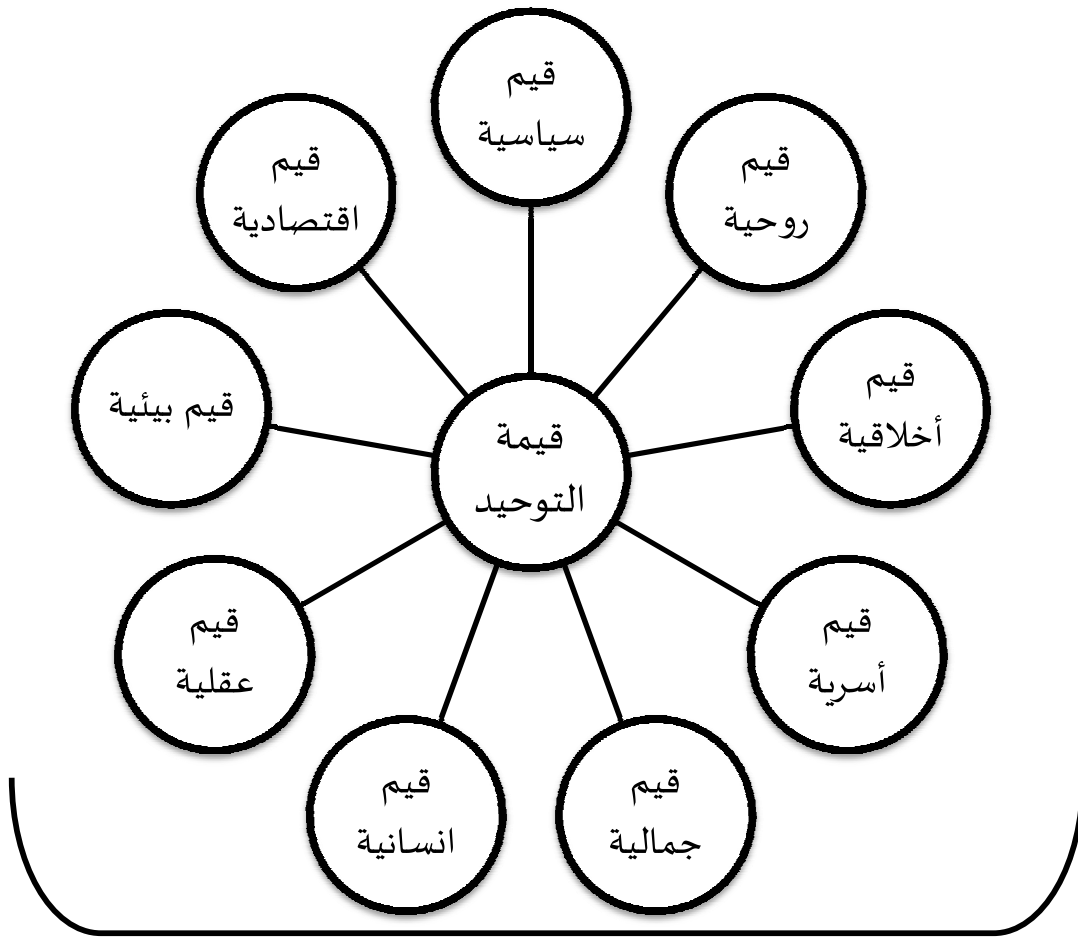 قيم
سياسية
قيم
روحية
قيم
اقتصادية
قيم
أخلاقية
قيم بيئية
قيمة
التوحيد
قيم
أسرية
قيم
عقلية
قيم
جمالية
قيم
انسانية